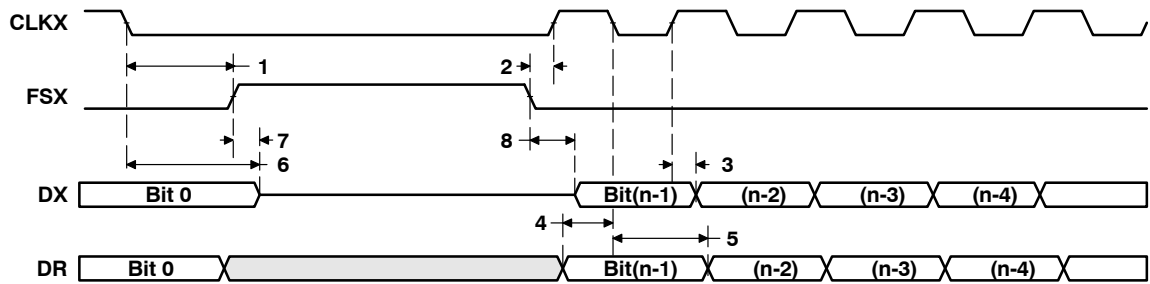 CLKX
1 2
FSX
7 8
6 3
DX Bit 0 Bit(n-1) (n-2) (n-3) (n-4)
4 5
DR Bit 0 Bit(n-1) (n-2) (n-3) (n-4)